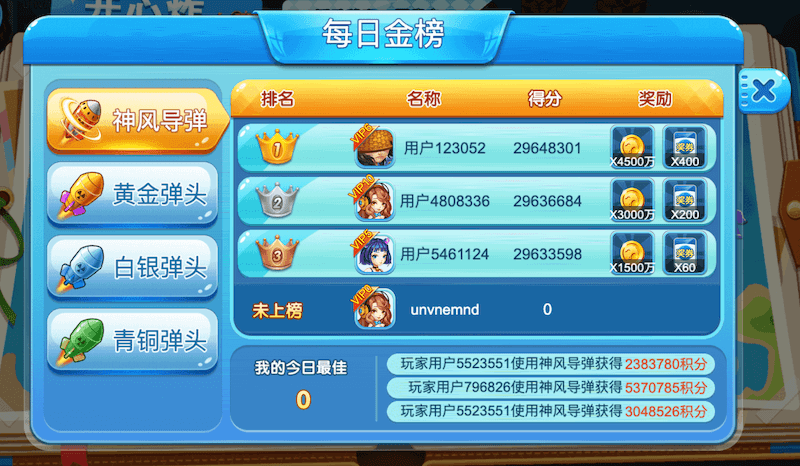 开心炸
每日金榜
排名 名称 得分 奖励
神风导弹
黄金弹头
白银弹头
青铜弹头
1 VIP6 用户123052 29648301 X4500万 X400
2 VIP10 用户4808336 29636684 X3000万 X200
3 VIP5 用户5461124 29633598 X1500万 X60
未上榜 VIP0 unvnemnd 0
我的今日最佳
0
玩家用户5523551使用神风导弹获得2383780积分
玩家用户796826使用神风导弹获得5370785积分
玩家用户5523551使用神风导弹获得3048526积分